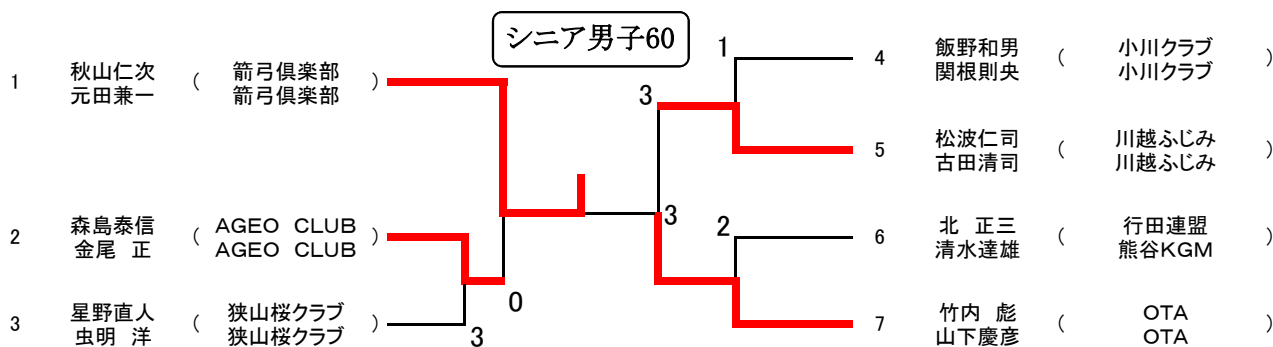 シニア男子60
1 秋山仁次 ( 箭弓倶楽部 )
元田兼一 箭弓倶楽部
2 森島泰信 ( AGEO CLUB )
金尾 正 AGEO CLUB
3 星野直人 ( 狭山桜クラブ )
虫明 洋 狭山桜クラブ
0
3
1
3
3
2
4 飯野和男 ( 小川クラブ )
関根則央 小川クラブ
5 松波仁司 ( 川越ふじみ )
古田清司 川越ふじみ
6 北 正三 ( 行田連盟 )
清水達雄 熊谷KGM
7 竹内 彪 ( OTA )
山下慶彦 OTA